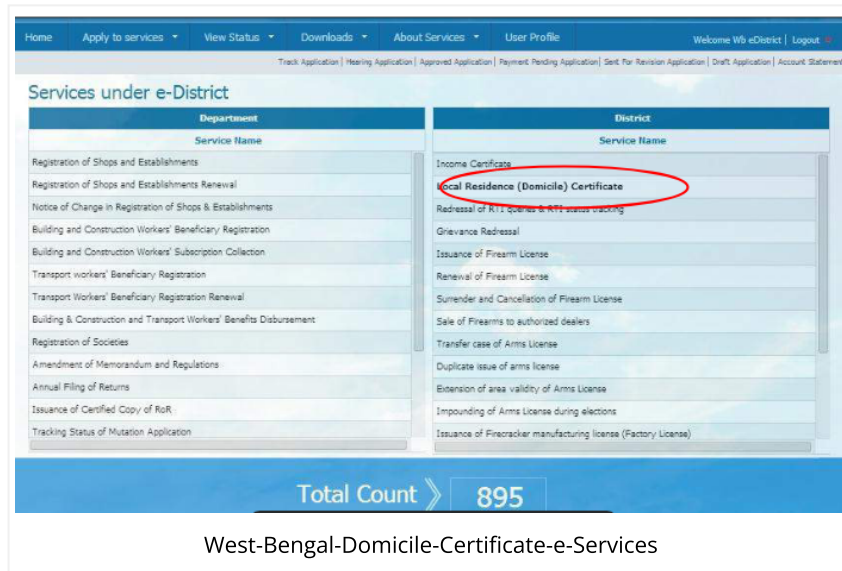 Home Apply to services View Status Downloads About Services User Profile Welcome Wb eDistrict | Logout
Track Application | Hearing Application | Approved Application | Payment Pending Application | Sent For Revision Application | Draft Application | Account Statement
Services under e-District
Department
Service Name
Registration of Shops and Establishments
Registration of Shops and Establishments Renewal
Notice of Change in Registration of Shops & Establishments
Building and Construction Workers' Beneficiary Registration
Building and Construction Workers' Subscription Collection
Transport workers' Beneficiary Registration
Transport Workers' Beneficiary Registration Renewal
Building & Construction and Transport Workers' Benefits Disbursement
Registration of Societies
Amendment of Memorandum and Regulations
Annual Filing of Returns
Issuance of Certified Copy of RoR
Tracking Status of Mutation Application
District
Service Name
Income Certificate
Local Residence (Domicile) Certificate
Redressal of RTI queries & RTI status tracking
Grievance Redressal
Issuance of Firearm License
Renewal of Firearm License
Surrender and Cancellation of Firearm License
Sale of Firearms to authorized dealers
Transfer case of Arms License
Duplicate issue of arms license
Extension of area validity of Arms License
Impounding of Arms License during elections
Issuance of Firecracker manufacturing license (Factory License)
Total Count 895
West-Bengal-Domicile-Certificate-e-Services